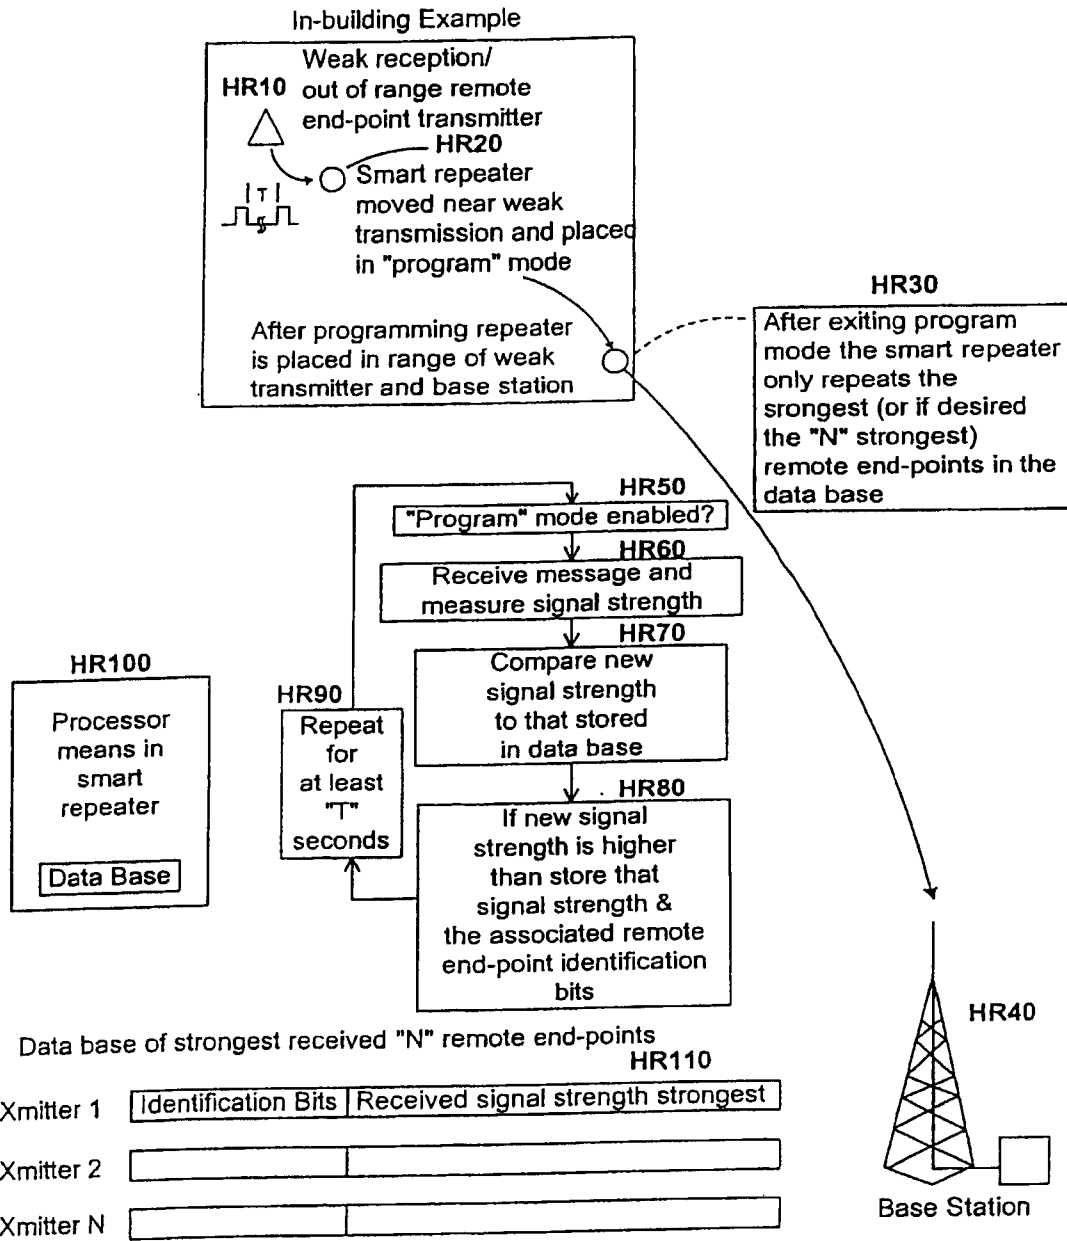 In-building Example
Weak reception/
HR10
out of range remote
end-point transmitter
HR20
T
Smart repeater
moved near weak
transmission and placed
in "program" mode
After programming repeater
is placed in range of weak
transmitter and base station
HR30
After exiting program
mode the smart repeater
only repeats the
srongest (or if desired
the "N" strongest)
remote end-points in the
data base
HR50
"Program" mode enabled?
HR60
Receive message and
measure signal strength
HR70
Compare new
signal strength
to that stored
in data base
HR80
If new signal
strength is higher
than store that
signal strength &
the associated remote
end-point identification
bits
HR90
Repeat
for
at least
"T"
seconds
HR100
Processor
means in
smart
repeater
Data Base
HR40
Base Station
Data base of strongest received "N" remote end-points
HR110
Xmitter 1
Identification Bits
Received signal strength strongest
Xmitter 2
Xmitter N